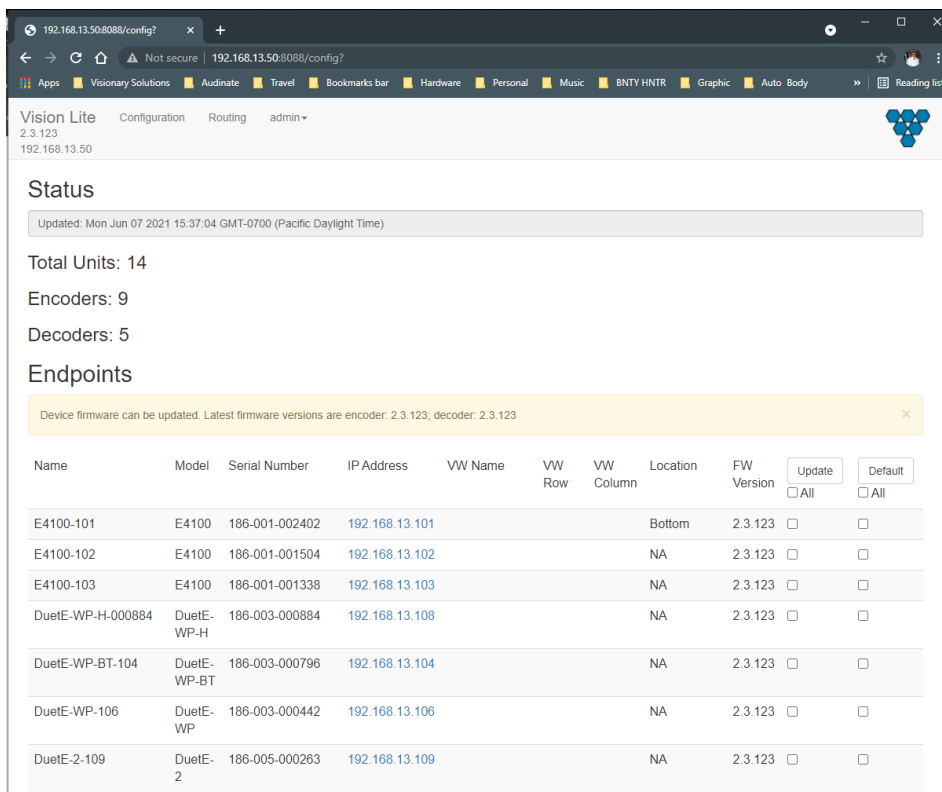 192.168.13.50:8088/config?
Not secure | 192.168.13.50:8088/config?
Apps Visionary Solutions Audinate Travel Bookmarks bar Hardware Personal Music BNTY HNTR Graphic Auto Body » Reading lis
Vision Lite Configuration Routing admin
2.3.123
192.168.13.50
Status
Updated: Mon Jun 07 2021 15:37:04 GMT-0700 (Pacific Daylight Time)
Total Units: 14
Encoders: 9
Decoders: 5
Endpoints
Device firmware can be updated. Latest firmware versions are encoder: 2.3.123; decoder: 2.3.123 ×
Name Model Serial Number IP Address VW Name VW Row VW Column Location FW Version Update All Default All
E4100-101 E4100 186-001-002402 192.168.13.101 Bottom 2.3.123
E4100-102 E4100 186-001-001504 192.168.13.102 NA 2.3.123
E4100-103 E4100 186-001-001338 192.168.13.103 NA 2.3.123
DuetE-WP-H-000884 DuetE-WP-H 186-003-000884 192.168.13.108 NA 2.3.123
DuetE-WP-BT-104 DuetE-WP-BT 186-003-000796 192.168.13.104 NA 2.3.123
DuetE-WP-106 DuetE-WP 186-003-000442 192.168.13.106 NA 2.3.123
DuetE-2-109 DuetE-2 186-005-000263 192.168.13.109 NA 2.3.123